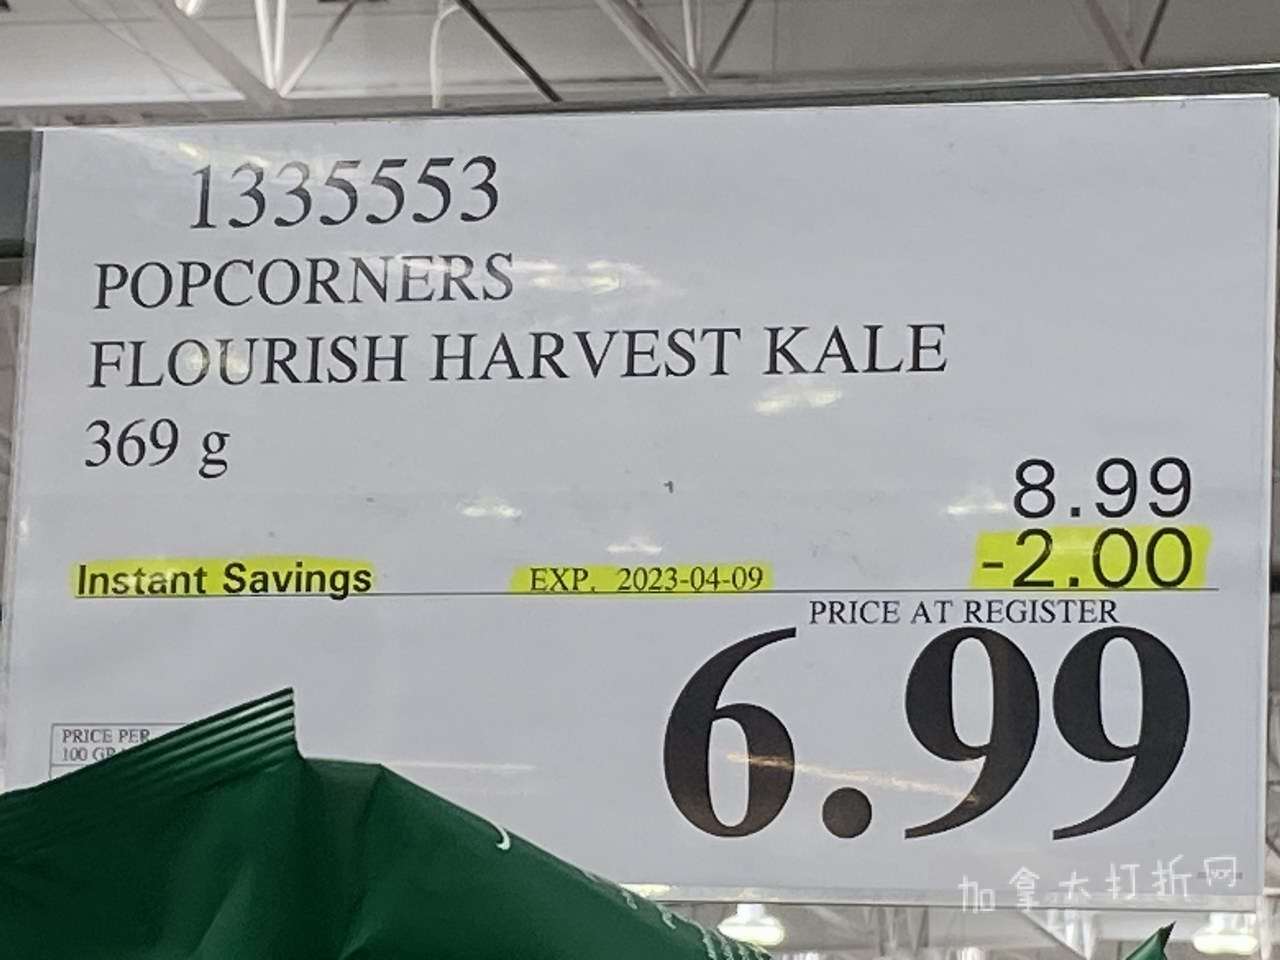 1335553
POPCORNERS
FLOURISH HARVEST KALE
369 g
8.99
Instant Savings EXP. 2023-04-09 -2.00
PRICE AT REGISTER
6.99
PRICE PER
100
加拿大打折网